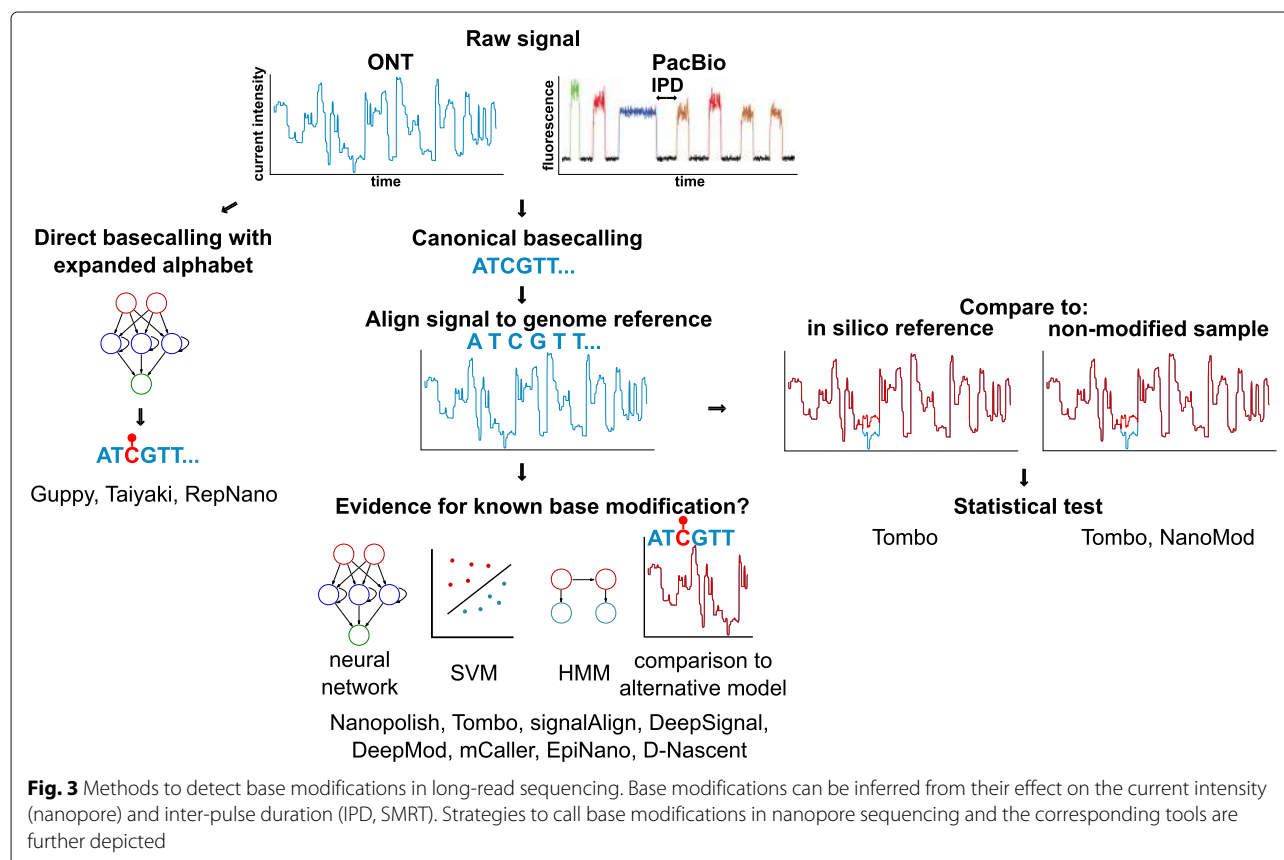 Raw signal
ONT
current intensity
time
PacBio
IPD
fluorescence
time
Direct basecalling with
expanded alphabet
ATCGTT...
Guppy, Taiyaki, RepNano
Canonical basecalling
ATCGTT...
Align signal to genome reference
A T C G T T...
Compare to:
in silico reference
non-modified sample
Statistical test
Tombo
Tombo, NanoMod
Evidence for known base modification?
ATCGTT
neural
network
SVM
HMM
comparison to
alternative model
Nanopolish, Tombo, signalAlign, DeepSignal,
DeepMod, mCaller, EpiNano, D-Nascent
Fig. 3 Methods to detect base modifications in long-read sequencing. Base modifications can be inferred from their effect on the current intensity
(nanopore) and inter-pulse duration (IPD, SMRT). Strategies to call base modifications in nanopore sequencing and the corresponding tools are
further depicted